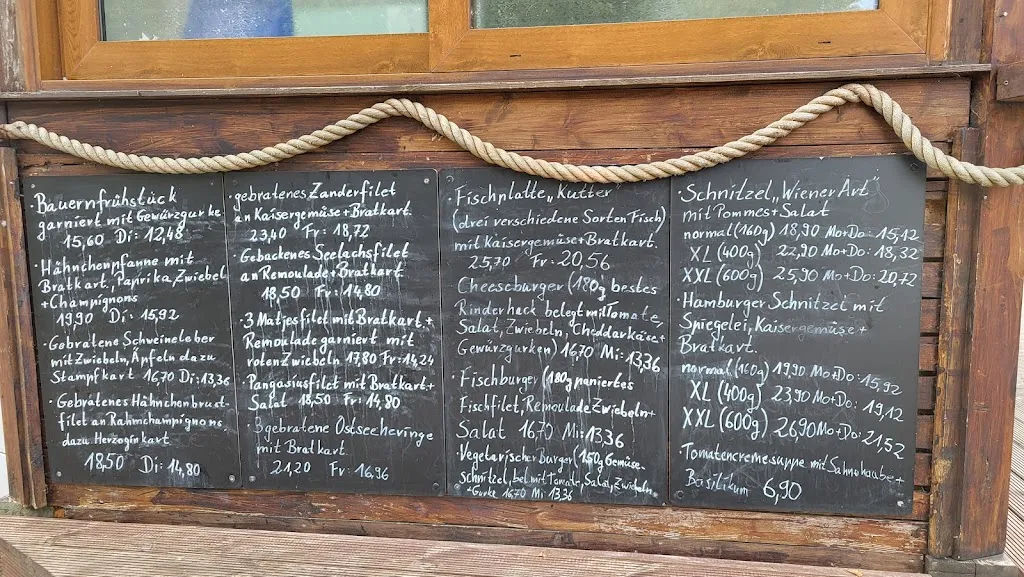 Bauernfrühstück
garniert mit Gewürzgurke
15,60 Di: 12,48
· Hähnchenpfanne mit
Bratkart., Paprika, Zwiebel
+Champignons
19,90 Di: 15,92
· Gebratene Schweineleber
mit Zwiebeln, Äpfeln dazu
Stampfkart 16,70 Di: 13,36
· Gebratenes Hähnchenbrust-
filet an Rahmchampignons,
dazu Herzoginkart
18,50 Di: 14,80
gebratenes Zanderfilet
an Kaisergemüse+Bratkart.
23,40 Fr: 18,72
· Gebackenes Seelachsfilet
an Remoulade+Bratkart
18,50 Fr: 14,80
· 3 Matjesfilet mit Bratkart.+
Remoulade garniert mit
roten Zwiebeln 17,80 Fr: 14,24
· Pangasiusfilet mit Bratkart+
Salat 18,50 Fr: 14,80
· 3 gebratene Ostseeheringe
mit Bratkart.
21,20 Fr: 16,96
· Fischplatte „Kutter"
(drei verschiedene Sorten Fisch)
mit Kaisergemüse+Bratkart.
25,70 Fr: 20,56
Cheeseburger (180g bestes
Rinderhack belegt mit Tomate,
Salat, Zwiebeln, Cheddarkäse+
Gewürzgurken) 16,70 Mi: 13,36
Fischburger (180g paniertes
Fischfilet, Remoulade Zwiebeln+
Salat 16,70 Mi: 13,36
· Vegetarischer Burger (150g Gemüse-
Schnitzel, bel. mit Tomate, Salat, Zwiebeln
+Gurke 16,70 Mi 13,36
· Schnitzel „Wiener Art"
mit Pommes+Salat
normal (160g) 18,90 Mo+Do: 15,12
XL (400g) 22,90 Mo+Do: 18,32
XXL (600g) 25,90 Mo+Do: 20,72
· Hamburger Schnitzel mit
Spiegelei, Kaisergemüse+
Bratkart.
normal (160g) 19,90 Mo+Do: 15,92
XL (400g) 23,90 Mo+Do: 19,12
XXL (600g) 26,90 Mo+Do: 21,52
· Tomatencremesuppe mit Sahnehaube+
Basilikum 6,90